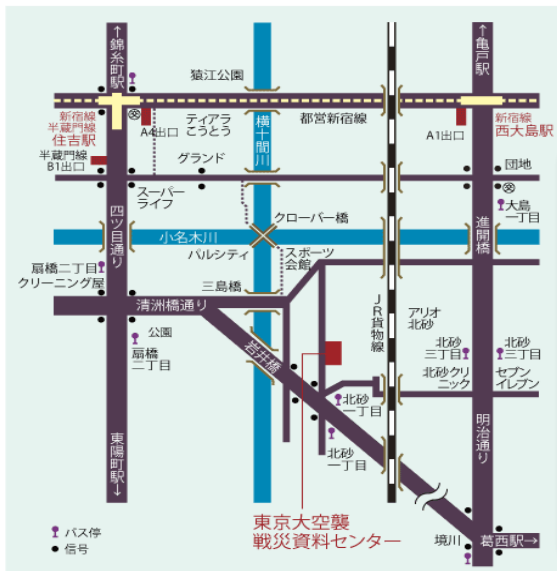 ↑錦糸町駅
↑亀戸駅
猿江公園
新宿線
半蔵門線
住吉駅
A4出口
ティアラ
こうとう
都営新宿線
A1出口
新宿線
西大島駅
半蔵門線
B1出口
グランド
横十間川
団地
スーパー
ライフ
大島
一丁目
四ツ目通り
クローバー橋
進開橋
小名木川
パルシティ
スポーツ
会館
扇橋二丁目
クリーニング屋
三島橋
清洲橋通り
JR貨物線
アリオ
北砂
公園
扇橋
二丁目
岩井橋
北砂
三丁目
北砂
三丁目
北砂クリ
ニック
セブン
イレブン
北砂
一丁目
明治通り
北砂
一丁目
東陽町駅↓
東京大空襲
戦災資料センター
バス停
信号
境川
葛西駅→